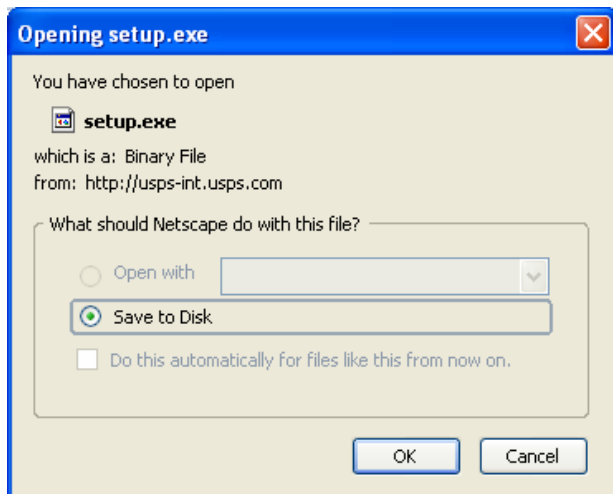 Opening setup.exe
You have chosen to open
setup.exe
which is a: Binary File
from: http://usps-int.usps.com
What should Netscape do with this file?
Open with
Save to Disk
Do this automatically for files like this from now on.
OK Cancel